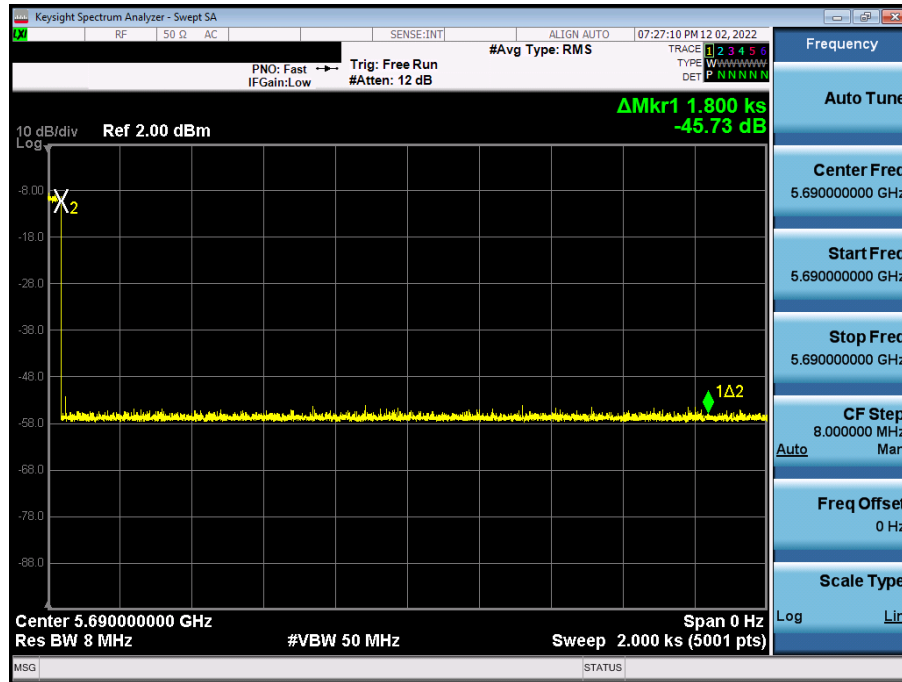 Keysight Spectrum Analyzer - Swept SA
LXI RF 50 Ω AC SENSE:INT ALIGN AUTO 07:27:10 PM 12 02, 2022
#Avg Type: RMS
TRACE 1 2 3 4 5 6
TYPE WWWWWW
DET P N N N N N
PNO: Fast
IFGain:Low
Trig: Free Run
#Atten: 12 dB
ΔMkr1 1.800 ks
-45.73 dB
10 dB/div Ref 2.00 dBm
Log
-8.00
-18.0
-28.0
-38.0
-48.0
-58.0
-68.0
-78.0
-88.0
X2
1Δ2
Center 5.690000000 GHz Span 0 Hz
Res BW 8 MHz #VBW 50 MHz Sweep 2.000 ks (5001 pts)
MSG STATUS
Frequency
Auto Tune
Center Freq
5.690000000 GHz
Start Freq
5.690000000 GHz
Stop Freq
5.690000000 GHz
CF Step
8.000000 MHz
Auto Man
Freq Offset
0 Hz
Scale Type
Log Lin